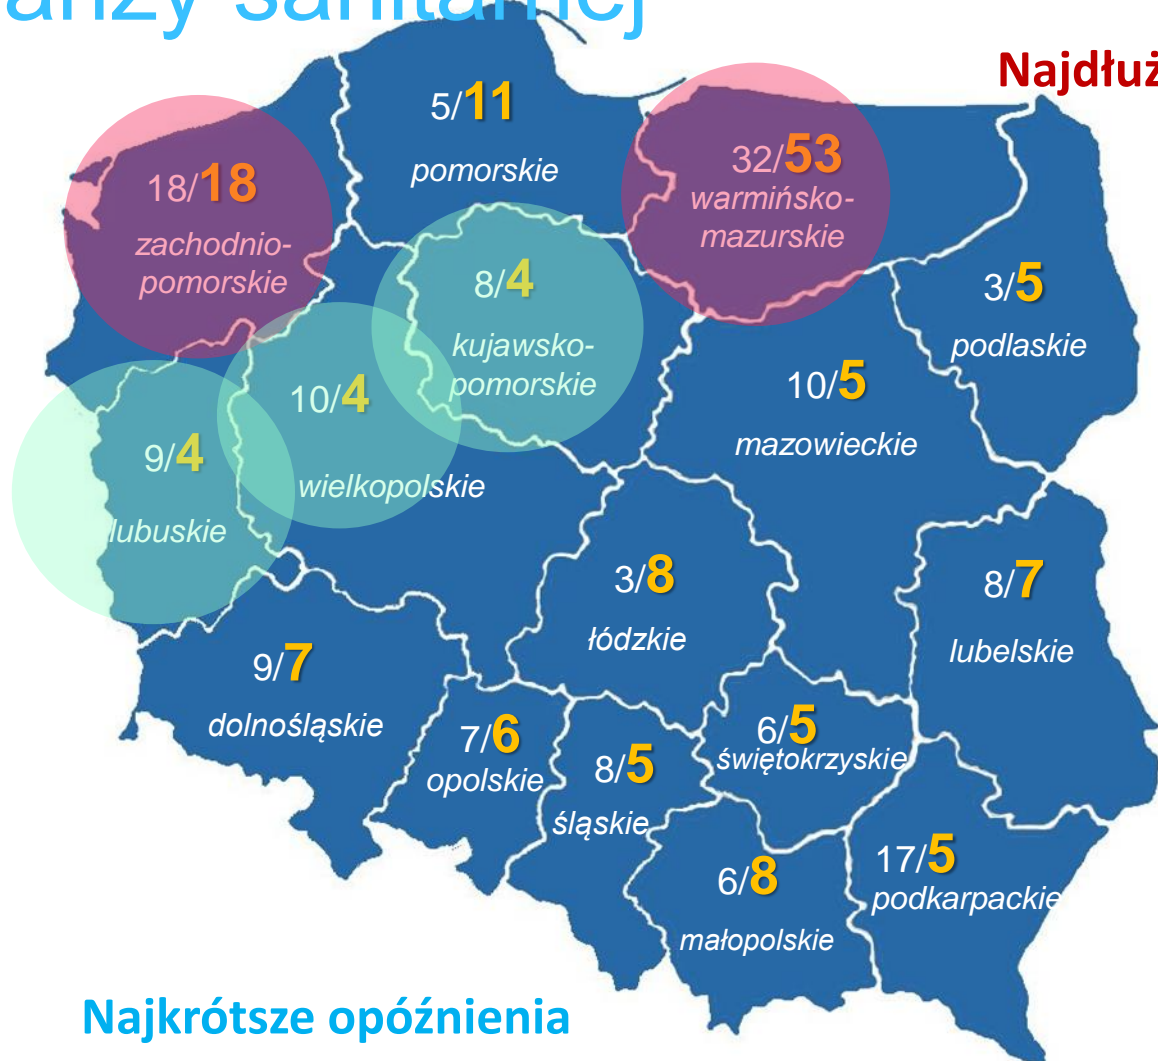 anży sanitarnej
Najdłuż
5/11
pomorskie
18/18
zachodnio-
pomorskie
32/53
warmińsko-
mazurskie
8/4
kujawsko-
pomorskie
3/5
podlaskie
10/4
wielkopolskie
10/5
mazowieckie
9/4
lubuskie
3/8
łódzkie
8/7
lubelskie
9/7
dolnośląskie
7/6
opolskie
8/5
śląskie
6/5
świętokrzyskie
6/8
małopolskie
17/5
podkarpackie
Najkrótsze opóźnienia